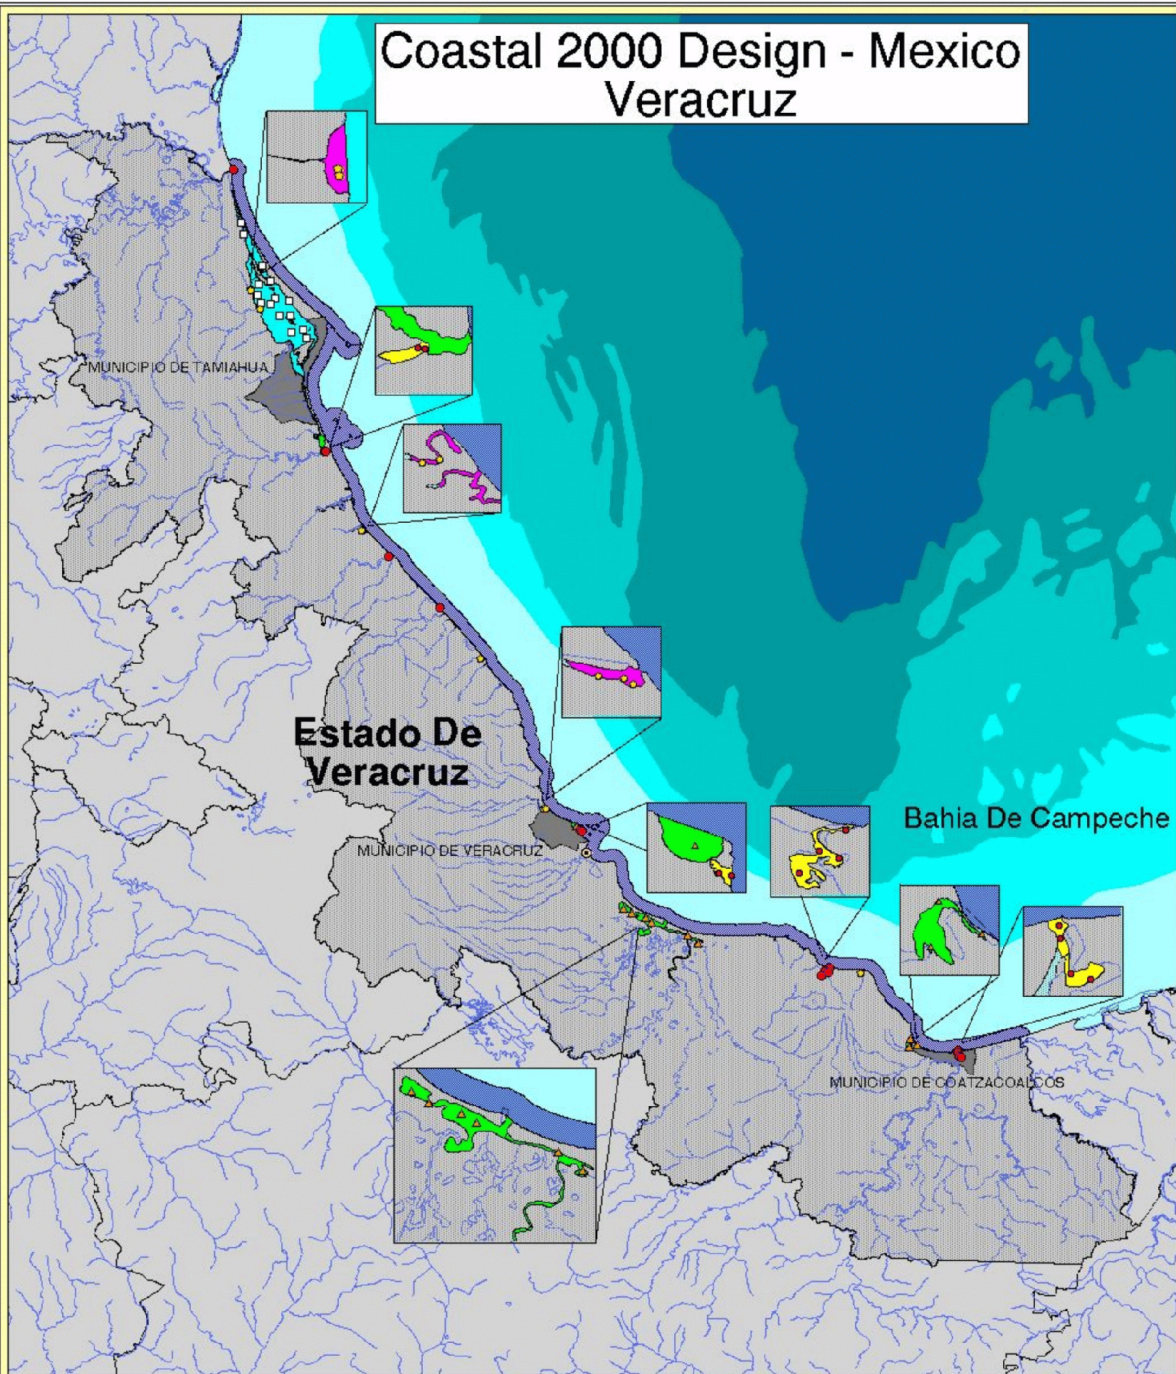 Coastal 2000 Design - Mexico
Veracruz
MUNICIPIO DE TAMIAHUA
Estado De
Veracruz
Bahia De Campeche
MUNICIPIO DE VERACRUZ
MUNICIPIO DE COATZACOALCOS